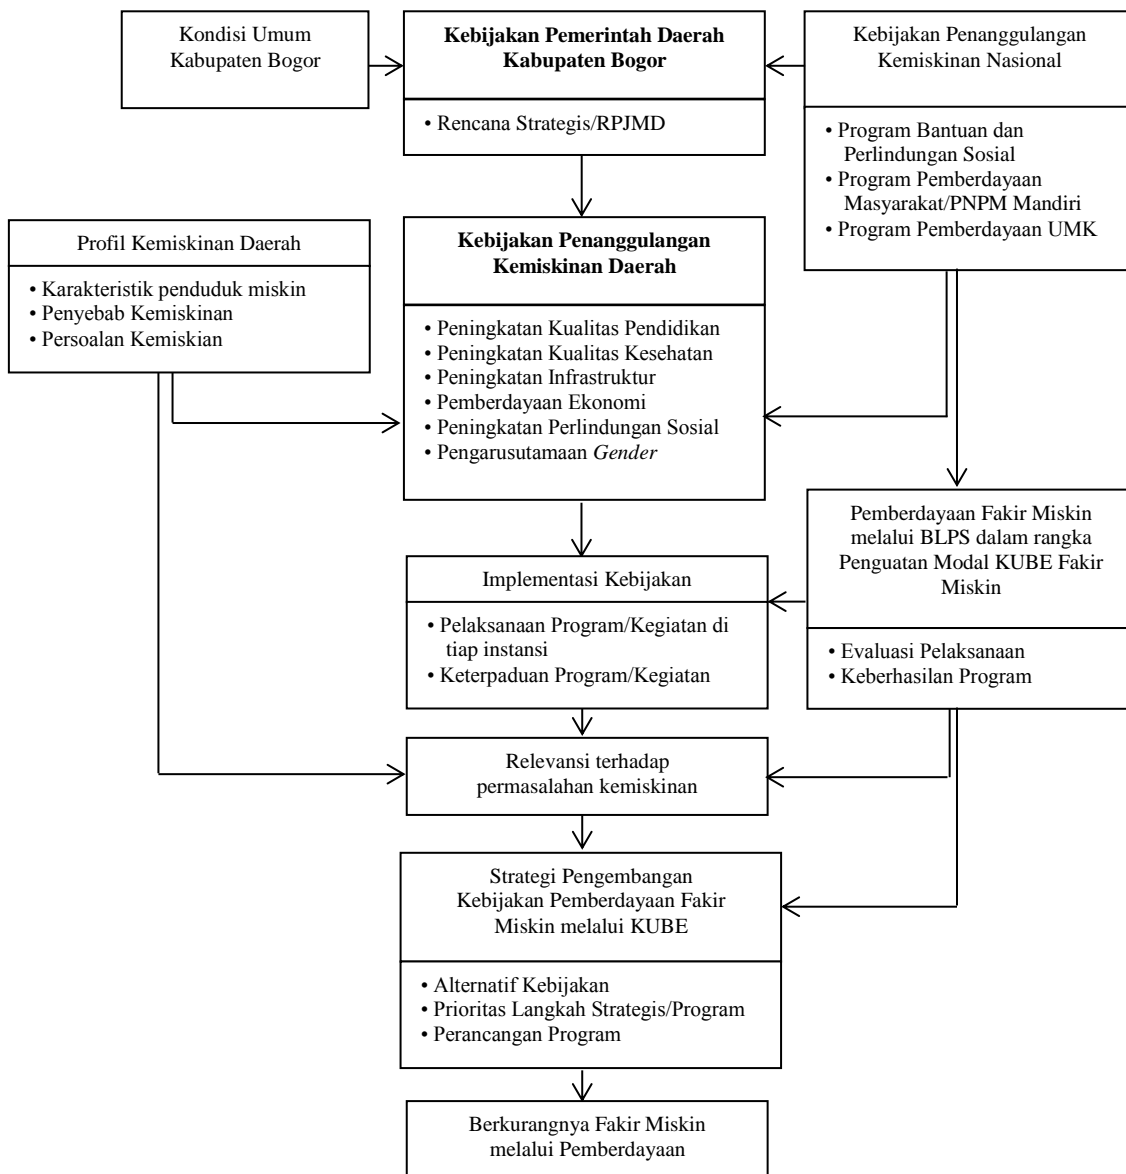 Kondisi Umum
Kabupaten Bogor
Kebijakan Pemerintah Daerah
Kabupaten Bogor
• Rencana Strategis/RPJMD
Kebijakan Penanggulangan
Kemiskinan Nasional
• Program Bantuan dan
Perlindungan Sosial
• Program Pemberdayaan
Masyarakat/PNPM Mandiri
• Program Pemberdayaan UMK
Profil Kemiskinan Daerah
• Karakteristik penduduk miskin
• Penyebab Kemiskinan
• Persoalan Kemiskian
Kebijakan Penanggulangan
Kemiskinan Daerah
• Peningkatan Kualitas Pendidikan
• Peningkatan Kualitas Kesehatan
• Peningkatan Infrastruktur
• Pemberdayaan Ekonomi
• Peningkatan Perlindungan Sosial
• Pengarusutamaan Gender
Pemberdayaan Fakir Miskin
melalui BLPS dalam rangka
Penguatan Modal KUBE Fakir
Miskin
• Evaluasi Pelaksanaan
• Keberhasilan Program
Implementasi Kebijakan
• Pelaksanaan Program/Kegiatan di
tiap instansi
• Keterpaduan Program/Kegiatan
Relevansi terhadap
permasalahan kemiskinan
Strategi Pengembangan
Kebijakan Pemberdayaan Fakir
Miskin melalui KUBE
• Alternatif Kebijakan
• Prioritas Langkah Strategis/Program
• Perancangan Program
Berkurangnya Fakir Miskin
melalui Pemberdayaan